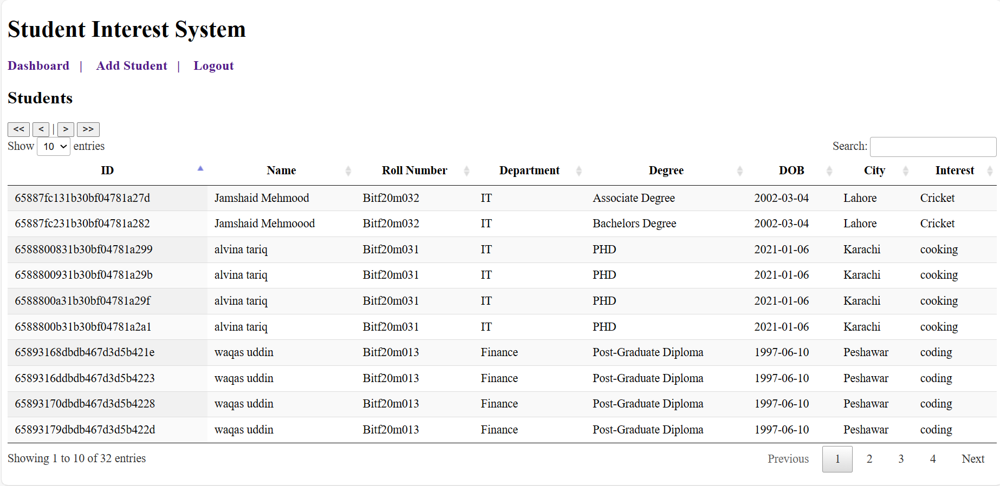 Student Interest System
Dashboard | Add Student | Logout
Students
<< < | > >>
Show 10 entries Search:
ID Name Roll Number Department Degree DOB City Interest
65887fc131b30bf04781a27d Jamshaid Mehmood Bitf20m032 IT Associate Degree 2002-03-04 Lahore Cricket
65887fc231b30bf04781a282 Jamshaid Mehmoood Bitf20m032 IT Bachelors Degree 2002-03-04 Lahore Cricket
6588800831b30bf04781a299 alvina tariq Bitf20m031 IT PHD 2021-01-06 Karachi cooking
6588800931b30bf04781a29b alvina tariq Bitf20m031 IT PHD 2021-01-06 Karachi cooking
6588800a31b30bf04781a29f alvina tariq Bitf20m031 IT PHD 2021-01-06 Karachi cooking
6588800b31b30bf04781a2a1 alvina tariq Bitf20m031 IT PHD 2021-01-06 Karachi cooking
65893168dbdb467d3d5b421e waqas uddin Bitf20m013 Finance Post-Graduate Diploma 1997-06-10 Peshawar coding
6589316ddbdb467d3d5b4223 waqas uddin Bitf20m013 Finance Post-Graduate Diploma 1997-06-10 Peshawar coding
65893170dbdb467d3d5b4228 waqas uddin Bitf20m013 Finance Post-Graduate Diploma 1997-06-10 Peshawar coding
65893179dbdb467d3d5b422d waqas uddin Bitf20m013 Finance Post-Graduate Diploma 1997-06-10 Peshawar coding
Showing 1 to 10 of 32 entries Previous 1 2 3 4 Next